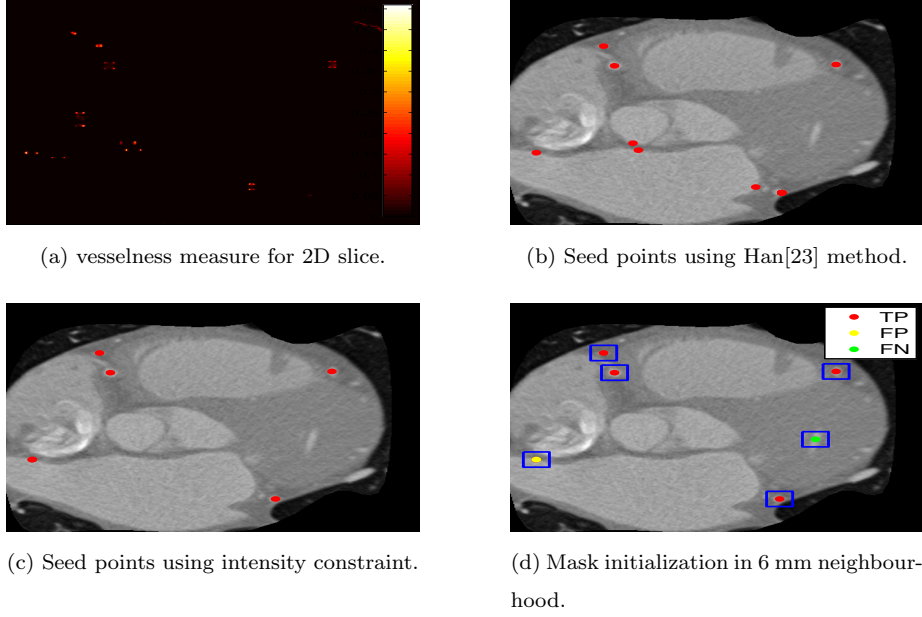 (a) vesselness measure for 2D slice.
(b) Seed points using Han[23] method.
TP
FP
FN
(c) Seed points using intensity constraint.
(d) Mask initialization in 6 mm neighbour-
hood.